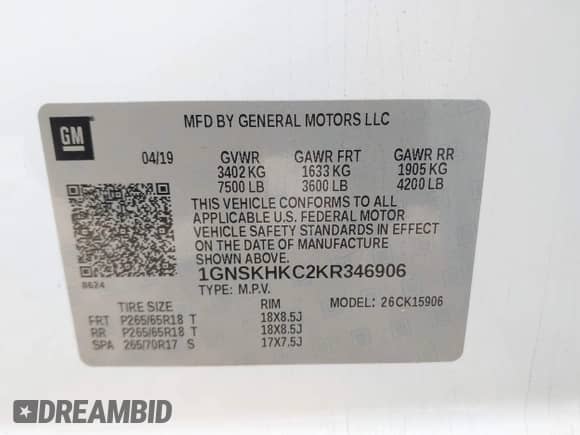 GM
MFD BY GENERAL MOTORS LLC
04/19 GVWR GAWR FRT GAWR RR
3402 KG 1633 KG 1905 KG
7500 LB 3600 LB 4200 LB
THIS VEHICLE CONFORMS TO ALL
APPLICABLE U.S. FEDERAL MOTOR
VEHICLE SAFETY STANDARDS IN EFFECT
ON THE DATE OF MANUFACTURE
SHOWN ABOVE.
1GNSKHKC2KR346906
8624
TYPE: M.P.V. MODEL: 26CK15906
TIRE SIZE RIM
FRT P265/65R18 T 18X8.5J
RR P265/65R18 T 18X8.5J
SPA 265/70R17 S 17X7.5J
DREAMBID